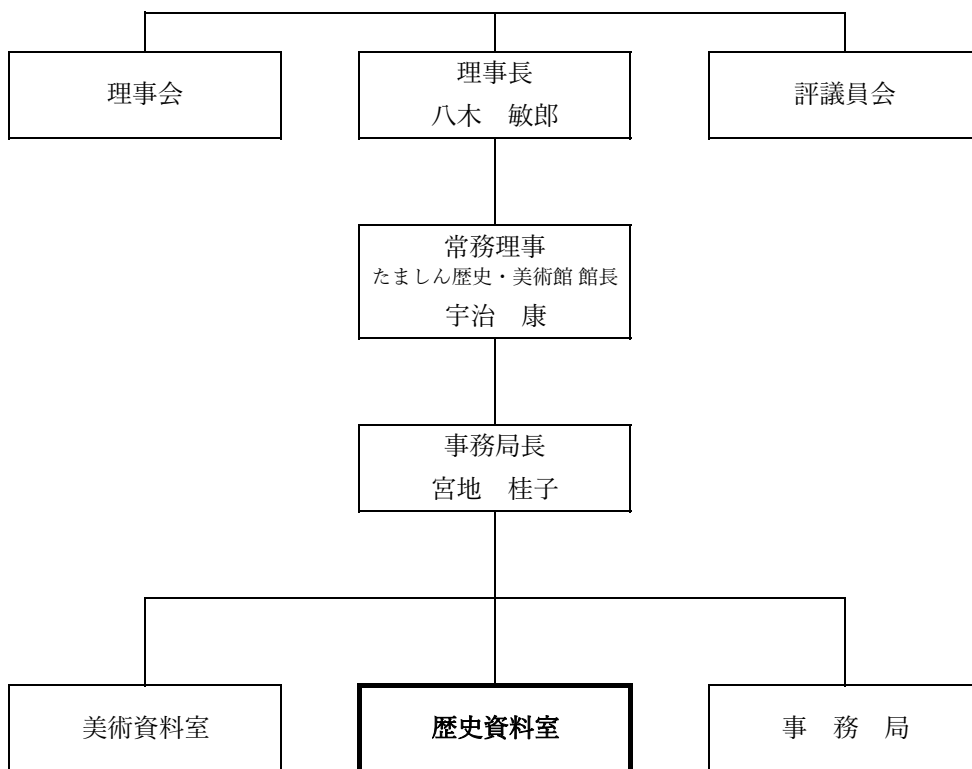 理事会
理事長
八木　敏郎
評議員会
常務理事
たましん歴史・美術館 館長
宇治　康
事務局長
宮地　桂子
美術資料室
歴史資料室
事　務　局